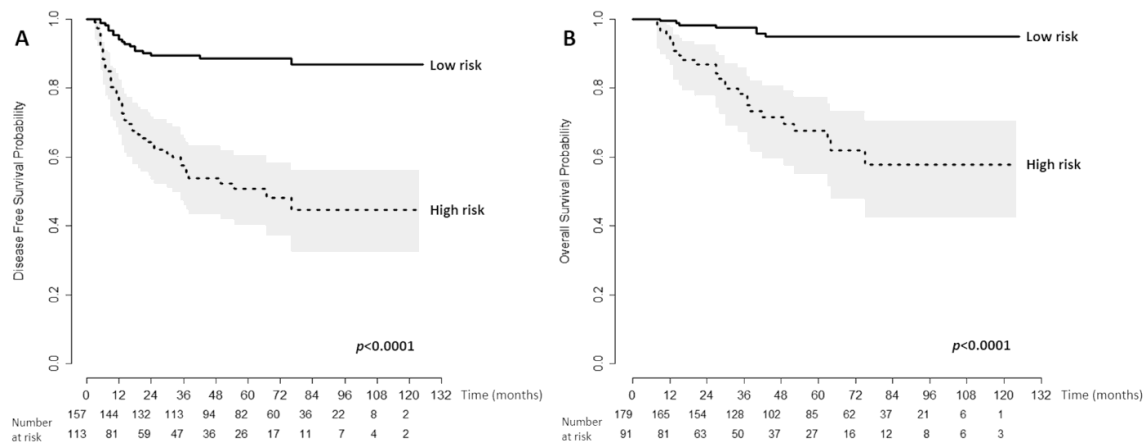 A
Disease Free Survival Probability
1.0
0.8
0.6
0.4
0.2
0.0
Low risk
High risk
p<0.0001
0 12 24 36 48 60 72 84 96 108 120 132 Time (months)
Number at risk
157 144 132 113 94 82 60 36 22 8 2
113 81 59 47 36 26 17 11 7 4 2
B
Overall Survival Probability
1.0
0.8
0.6
0.4
0.2
0.0
Low risk
High risk
p<0.0001
0 12 24 36 48 60 72 84 96 108 120 132 Time (months)
Number at risk
179 165 154 128 102 85 62 37 21 6 1
91 81 63 50 37 27 16 12 8 6 3